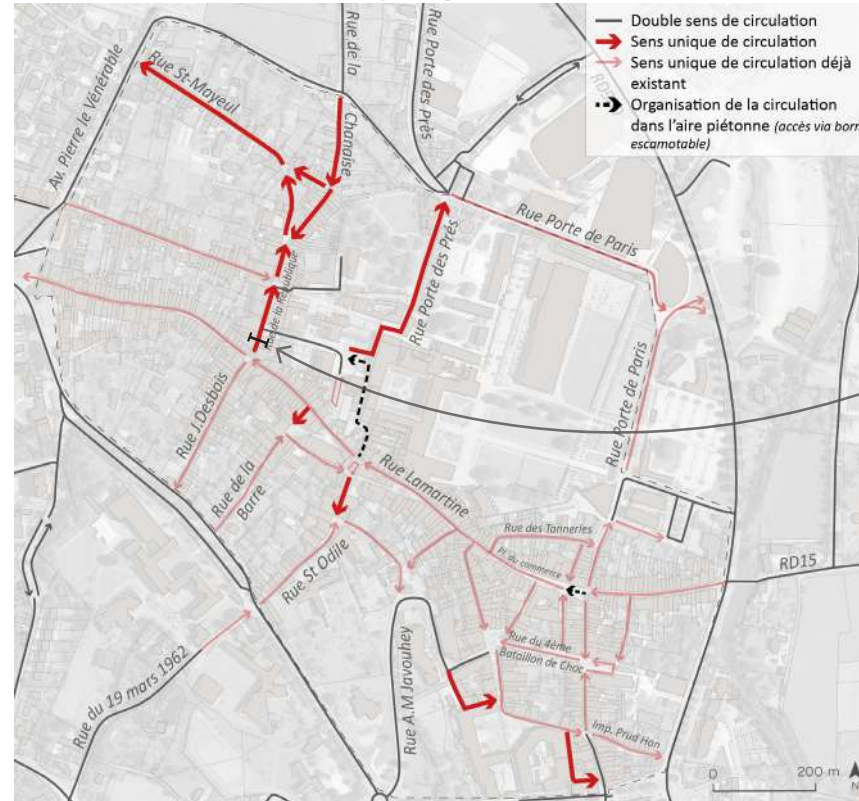 Double sens de circulation
Sens unique de circulation
Sens unique de circulation déjà
existant
Organisation de la circulation
dans l'aire piétonne (accès via born
escamotable)
Rue de la
Chanaise
Rue Porte des Près
RD
Av. Pierre le Vénérable
Rue St-Mayeul
Rue Porte des Prés
Rue Porte de Paris
Rue de la République
Rue Porte de Paris
Rue J.Desbois
Rue de la
Barre
Rue Lamartine
Rue des Tanneries
Pl. du commerce
RD15
Rue St Odile
Rue du 4ème
Bataillon de Choc
Rue du 19 mars 1962
Rue A.M Javouhey
Imp. Prud Hon
0 200 m
N